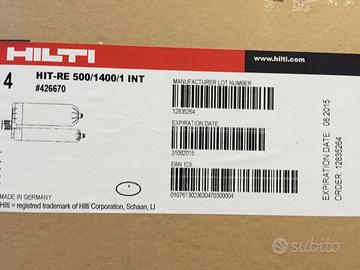 HILTI
www.hilti.com
4
HIT-RE 500/1400/1 INT
#426670
MANUFACTURER LOT NUMBER
12835264
EXPIRATION DATE
31082015
EAN 128
MADE IN GERMANY
Hilti = registred trademark of Hilti Corporation, Schaan, LI
EXPIRATION DATE: 08.2015
ORDER: 12835264
subito